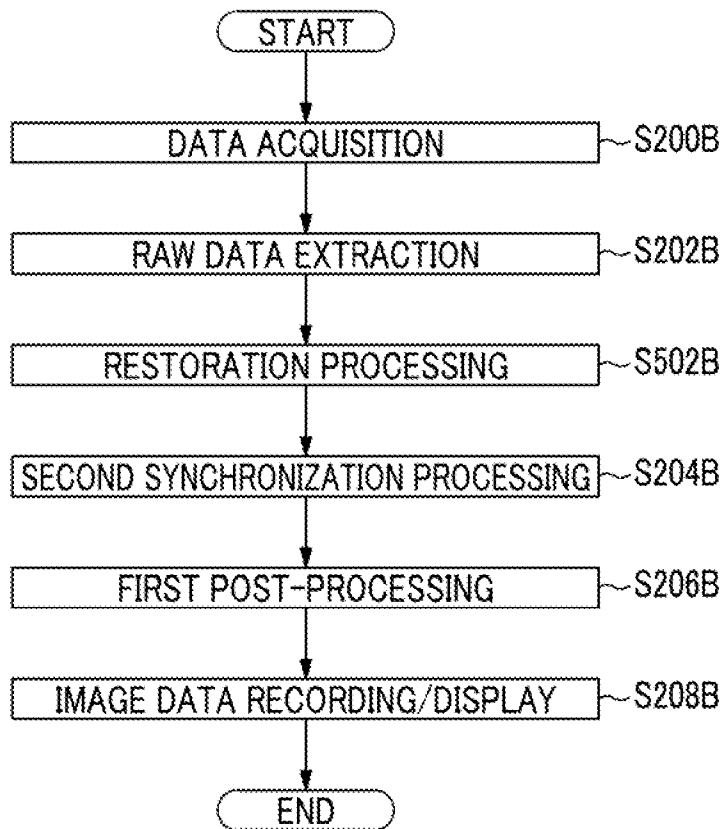 START
DATA ACQUISITION S200B
RAW DATA EXTRACTION S202B
RESTORATION PROCESSING S502B
SECOND SYNCHRONIZATION PROCESSING S204B
FIRST POST-PROCESSING S206B
IMAGE DATA RECORDING/DISPLAY S208B
END